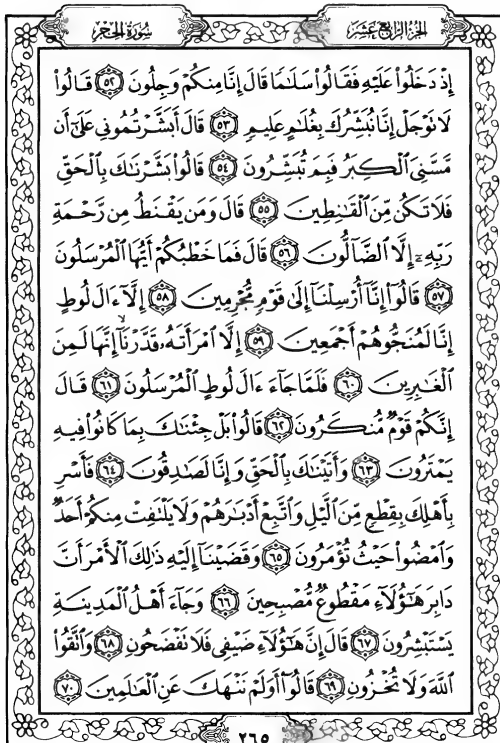 الجزء الرابع عشر
سورة الحجر
إِذْ دَخَلُوا۟ عَلَيْهِ فَقَالُوا۟ سَلَـٰمًا قَالَ إِنَّا مِنكُمْ وَجِلُونَ ٥٢ قَالُوا۟
لَا تَوْجَلْ إِنَّا نُبَشِّرُكَ بِغُلَـٰمٍ عَلِيمٍ ٥٣ قَالَ أَبَشَّرْتُمُونِى عَلَىٰٓ أَن
مَّسَّنِىَ ٱلْكِبَرُ فَبِمَ تُبَشِّرُونَ ٥٤ قَالُوا۟ بَشَّرْنَـٰكَ بِٱلْحَقِّ
فَلَا تَكُن مِّنَ ٱلْقَـٰنِطِينَ ٥٥ قَالَ وَمَن يَقْنَطُ مِن رَّحْمَةِ
رَبِّهِۦٓ إِلَّا ٱلضَّآلُّونَ ٥٦ قَالَ فَمَا خَطْبُكُمْ أَيُّهَا ٱلْمُرْسَلُونَ
٥٧ قَالُوٓا۟ إِنَّآ أُرْسِلْنَآ إِلَىٰ قَوْمٍ مُّجْرِمِينَ ٥٨ إِلَّآ ءَالَ لُوطٍ
إِنَّا لَمُنَجُّوهُمْ أَجْمَعِينَ ٥٩ إِلَّا ٱمْرَأَتَهُۥ قَدَّرْنَآ إِنَّهَا لَمِنَ
ٱلْغَـٰبِرِينَ ٦٠ فَلَمَّا جَآءَ ءَالَ لُوطٍ ٱلْمُرْسَلُونَ ٦١ قَالَ
إِنَّكُمْ قَوْمٌ مُّنكَرُونَ ٦٢ قَالُوا۟ بَلْ جِئْنَـٰكَ بِمَا كَانُوا۟ فِيهِ
يَمْتَرُونَ ٦٣ وَأَتَيْنَـٰكَ بِٱلْحَقِّ وَإِنَّا لَصَـٰدِقُونَ ٦٤ فَأَسْرِ
بِأَهْلِكَ بِقِطْعٍ مِّنَ ٱلَّيْلِ وَٱتَّبِعْ أَدْبَـٰرَهُمْ وَلَا يَلْتَفِتْ مِنكُمْ أَحَدٌ
وَٱمْضُوا۟ حَيْثُ تُؤْمَرُونَ ٦٥ وَقَضَيْنَآ إِلَيْهِ ذَٰلِكَ ٱلْأَمْرَ أَنَّ
دَابِرَ هَـٰٓؤُلَآءِ مَقْطُوعٌ مُّصْبِحِينَ ٦٦ وَجَآءَ أَهْلُ ٱلْمَدِينَةِ
يَسْتَبْشِرُونَ ٦٧ قَالَ إِنَّ هَـٰٓؤُلَآءِ ضَيْفِى فَلَا تَفْضَحُونِ ٦٨ وَٱتَّقُوا۟
ٱللَّهَ وَلَا تُخْزُونِ ٦٩ قَالُوٓا۟ أَوَلَمْ نَنْهَكَ عَنِ ٱلْعَـٰلَمِينَ ٧٠
٢٦٥